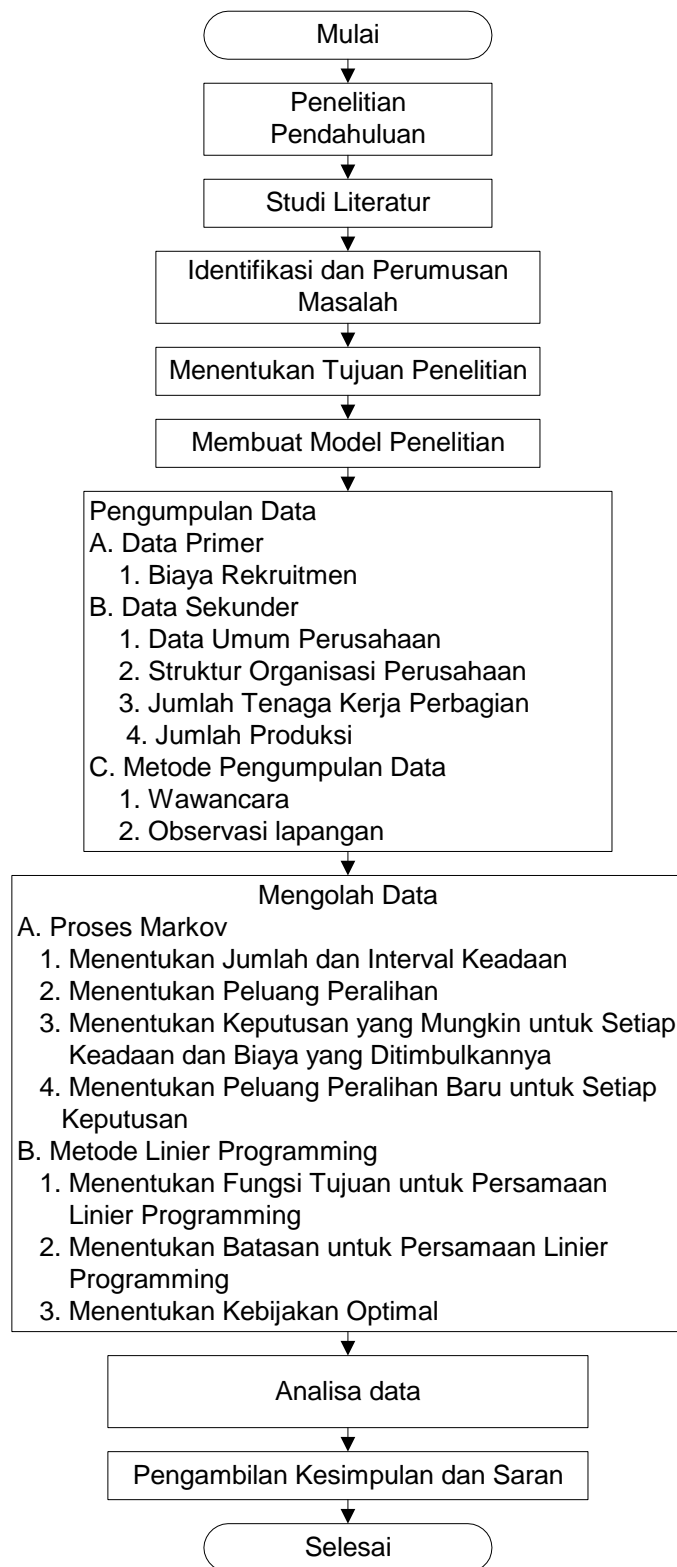 Mulai
Penelitian
Pendahuluan
Studi Literatur
Identifikasi dan Perumusan
Masalah
Menentukan Tujuan Penelitian
Membuat Model Penelitian
Pengumpulan Data
A. Data Primer
1. Biaya Rekruitmen
B. Data Sekunder
1. Data Umum Perusahaan
2. Struktur Organisasi Perusahaan
3. Jumlah Tenaga Kerja Perbagian
4. Jumlah Produksi
C. Metode Pengumpulan Data
1. Wawancara
2. Observasi lapangan
Mengolah Data
A. Proses Markov
1. Menentukan Jumlah dan Interval Keadaan
2. Menentukan Peluang Peralihan
3. Menentukan Keputusan yang Mungkin untuk Setiap
Keadaan dan Biaya yang Ditimbulkannya
4. Menentukan Peluang Peralihan Baru untuk Setiap
Keputusan
B. Metode Linier Programming
1. Menentukan Fungsi Tujuan untuk Persamaan
Linier Programming
2. Menentukan Batasan untuk Persamaan Linier
Programming
3. Menentukan Kebijakan Optimal
Analisa data
Pengambilan Kesimpulan dan Saran
Selesai